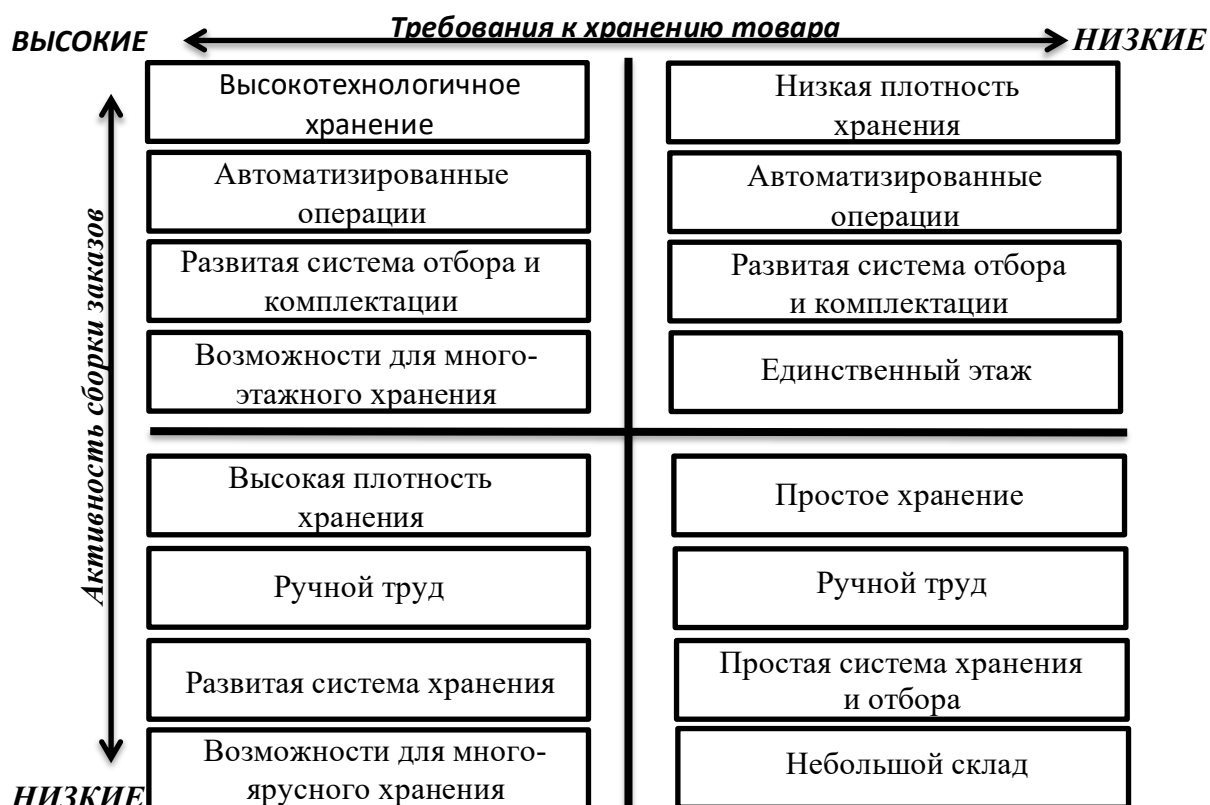 Требования к хранению товара
ВЫСОКИЕ
НИЗКИЕ
Активность сборки заказов
Высокотехнологичное
хранение
Автоматизированные
операции
Развитая система отбора и
комплектации
Возможности для много-
этажного хранения
Низкая плотность
хранения
Автоматизированные
операции
Развитая система отбора
и комплектации
Единственный этаж
Высокая плотность
хранения
Ручной труд
Развитая система хранения
Возможности для много-
ярусного хранения
Простое хранение
Ручной труд
Простая система хранения
и отбора
Небольшой склад
НИЗКИЕ